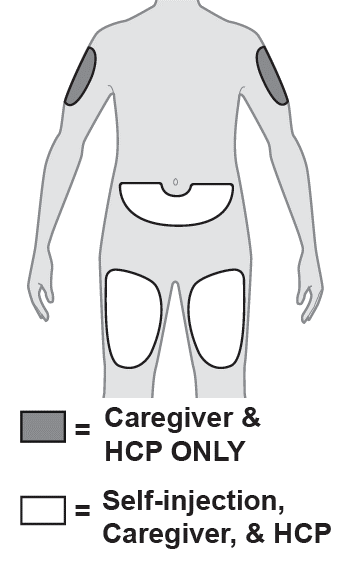 = Caregiver &
HCP ONLY
= Self-injection,
Caregiver, & HCP